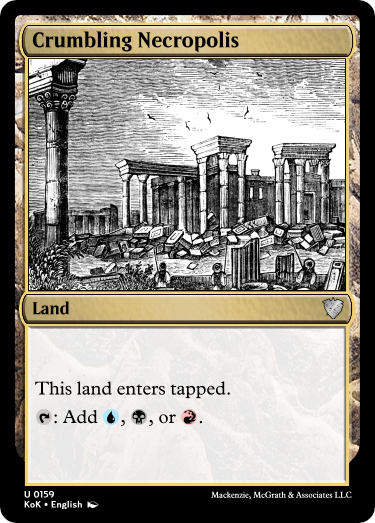 Crumbling Necropolis
Land
This land enters tapped.
: Add , , or .
U 0159
KoK • English
Mackenzie, McGrath & Associates LLC